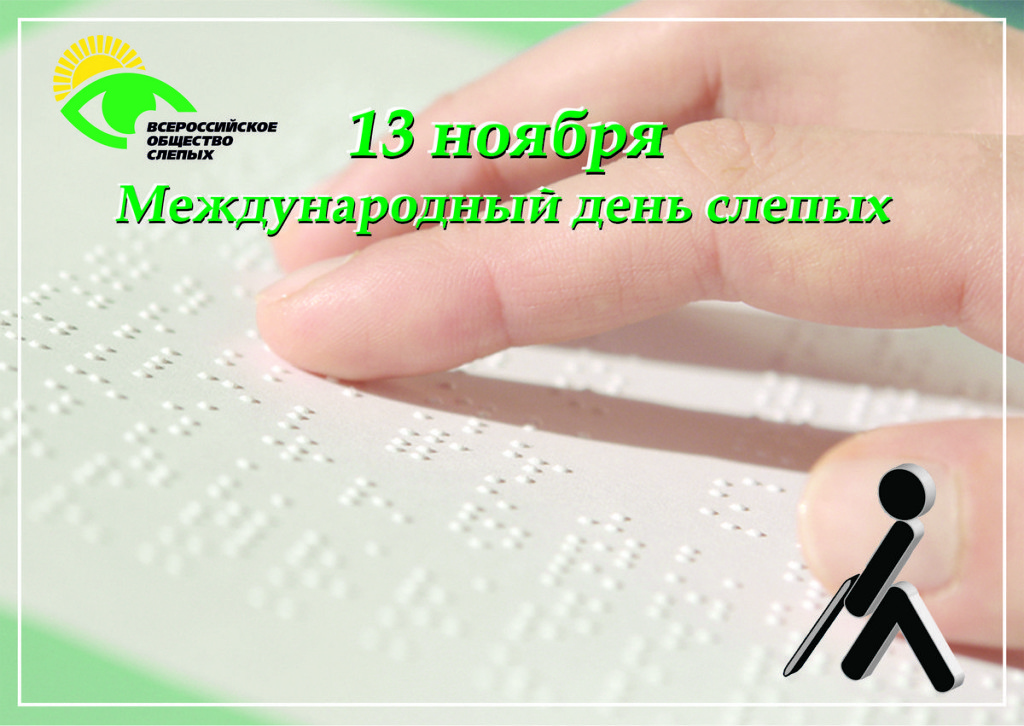 ВСЕРОССИЙСКОЕ
ОБЩЕСТВО
СЛЕПЫХ
13 ноября
Международный день слепых